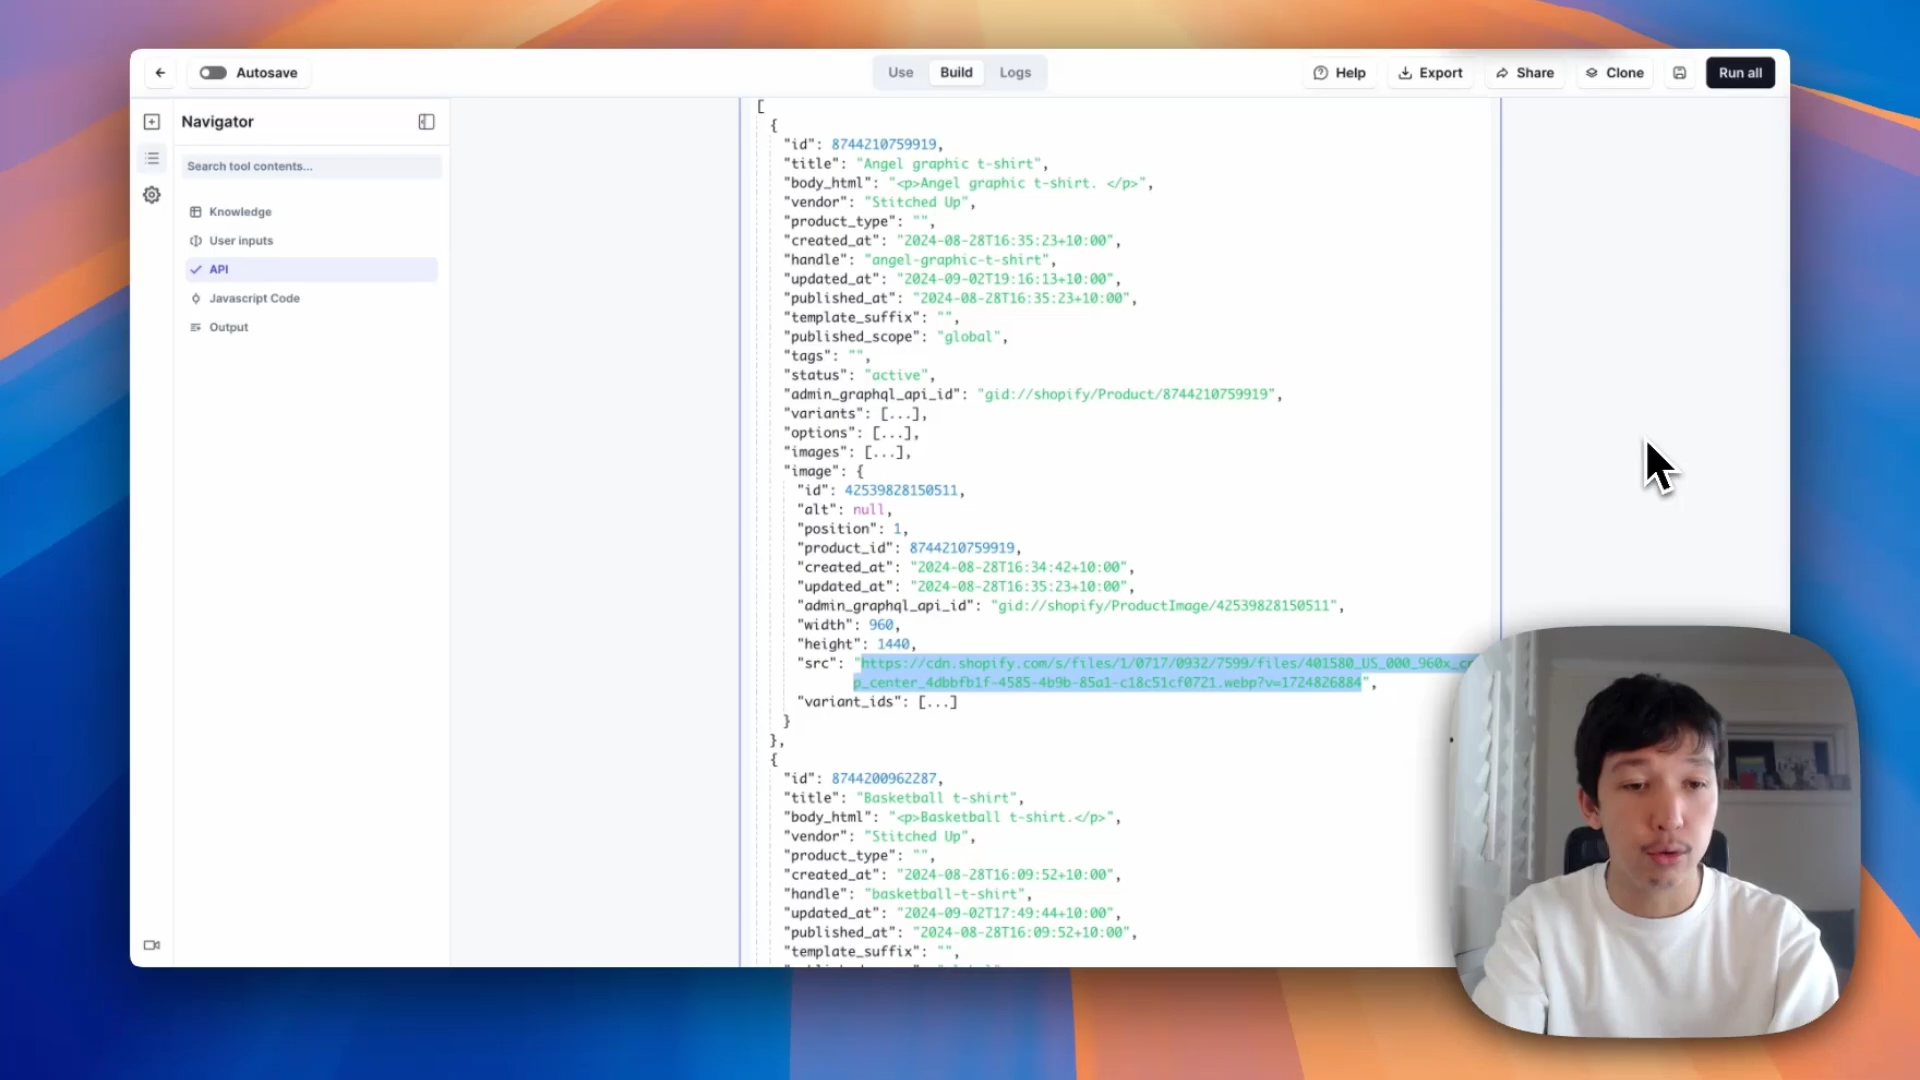 Autosave
Use
Build
Logs
Help
Export
Share
Clone
Run all
Navigator
Search tool contents...
Knowledge
User inputs
API
Javascript Code
Output
[
{
"id": 8744210759919,
"title": "Angel graphic t-shirt",
"body_html": "<p>Angel graphic t-shirt. </p>",
"vendor": "Stitched Up",
"product_type": "",
"created_at": "2024-08-28T16:35:23+10:00",
"handle": "angel-graphic-t-shirt",
"updated_at": "2024-09-02T19:16:13+10:00",
"published_at": "2024-08-28T16:35:23+10:00",
"template_suffix": "",
"published_scope": "global",
"tags": "",
"status": "active",
"admin_graphql_api_id": "gid://shopify/Product/8744210759919",
"variants": [...],
"options": [...],
"images": [...],
"image": {
"id": 42539828150511,
"alt": null,
"position": 1,
"product_id": 8744210759919,
"created_at": "2024-08-28T16:34:42+10:00",
"updated_at": "2024-08-28T16:35:23+10:00",
"admin_graphql_api_id": "gid://shopify/ProductImage/42539828150511",
"width": 960,
"height": 1440,
"src": "https://cdn.shopify.com/s/files/1/0717/0932/7599/files/401580_US_000_960x_cro
p_center_4dbbfb1f-4585-4b9b-85a1-c18c51cf0721.webp?v=1724826884",
"variant_ids": [...]
}
},
{
"id": 8744200962287,
"title": "Basketball t-shirt",
"body_html": "<p>Basketball t-shirt.</p>",
"vendor": "Stitched Up",
"product_type": "",
"created_at": "2024-08-28T16:09:52+10:00",
"handle": "basketball-t-shirt",
"updated_at": "2024-09-02T17:49:44+10:00",
"published_at": "2024-08-28T16:09:52+10:00",
"template_suffix": "",